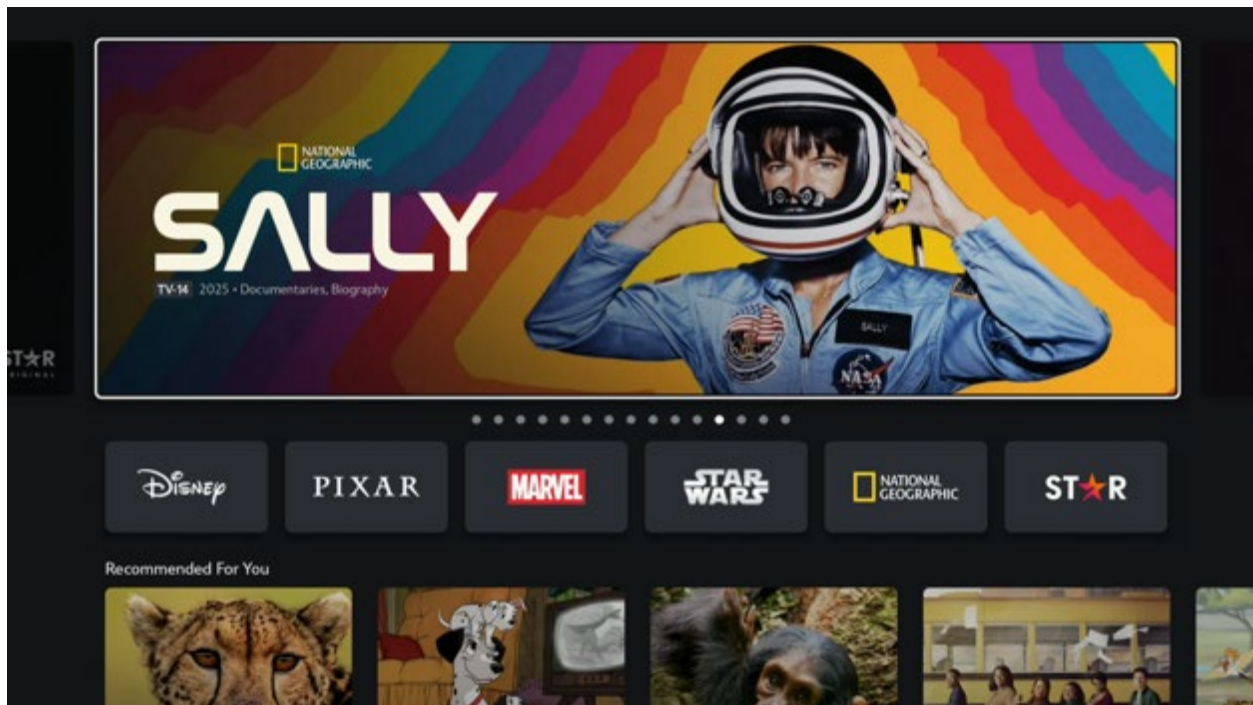 NATIONAL
GEOGRAPHIC
SALLY
TV-14 2025 • Documentaries, Biography
SALLY
NASA
ST★R
ORIGINAL
Disney
PIXAR
MARVEL
STAR
WARS
NATIONAL
GEOGRAPHIC
ST★R
Recommended For You